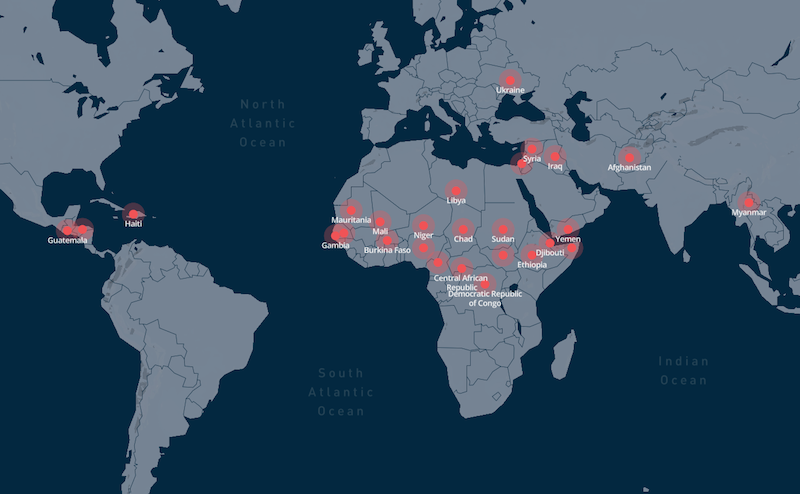 Ukraine
North
Atlantic
Ocean
Syria
Iraq
Afghanistan
Libya
Myanmar
Mauritania
Haiti
Mali
Guatemala
Gambia
Niger
Chad
Sudan
Yemen
Burkina Faso
Djibouti
Ethiopia
Central African
Republic
Democratic Republic
of Congo
Indian
Ocean
South
Atlantic
Ocean